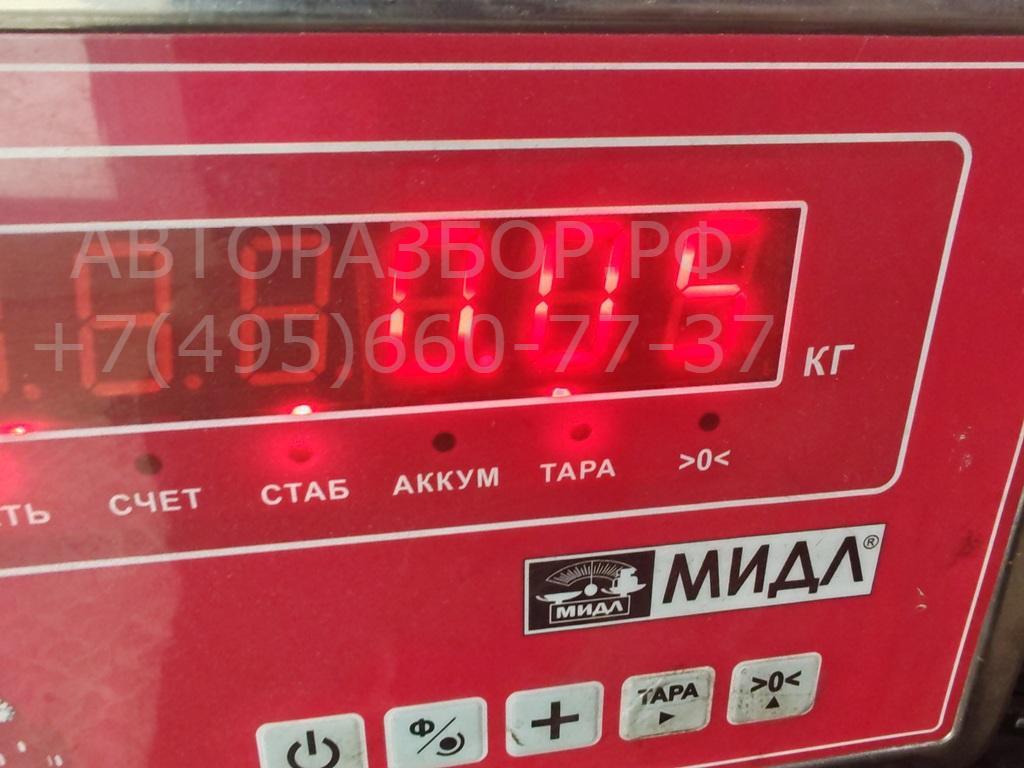 АВТОРАЗБОР.РФ
+7(495)660-77-37
КГ
СЧЕТ СТАБ АККУМ ТАРА >0<
МИДЛ МИДЛ®
Ф + ТАРА >0<